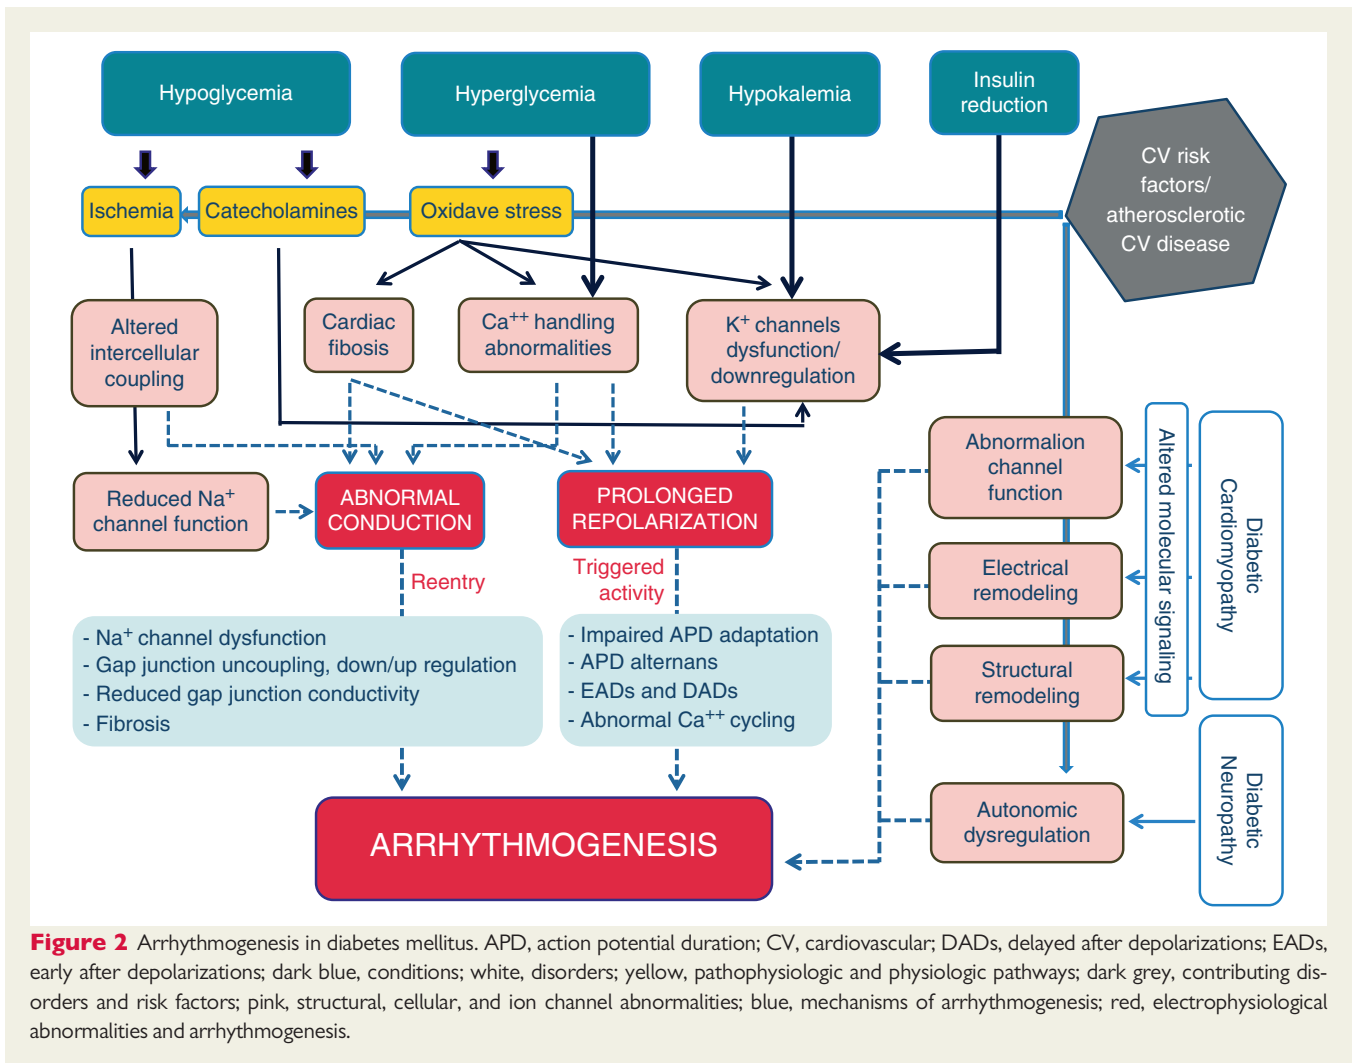 Hypoglycemia
Hyperglycemia
Hypokalemia
Insulin
reduction
CV risk
factors/
atherosclerotic
CV disease
Ischemia
Catecholamines
Oxidave stress
Altered
intercellular
coupling
Cardiac
fibosis
Ca⁺⁺ handling
abnormalities
K⁺ channels
dysfunction/
downregulation
Reduced Na⁺
channel function
ABNORMAL
CONDUCTION
PROLONGED
REPOLARIZATION
Abnormalion
channel
function
Electrical
remodeling
Structural
remodeling
Autonomic
dysregulation
Altered molecular signaling
Diabetic
Cardiomyopathy
Diabetic
Neuropathy
Reentry
Triggered
activity
- Na⁺ channel dysfunction
- Gap junction uncoupling, down/up regulation
- Reduced gap junction conductivity
- Fibrosis
- Impaired APD adaptation
- APD alternans
- EADs and DADs
- Abnormal Ca⁺⁺ cycling
ARRHYTHMOGENESIS
Figure 2 Arrhythmogenesis in diabetes mellitus. APD, action potential duration; CV, cardiovascular; DADs, delayed after depolarizations; EADs,
early after depolarizations; dark blue, conditions; white, disorders; yellow, pathophysiologic and physiologic pathways; dark grey, contributing dis-
orders and risk factors; pink, structural, cellular, and ion channel abnormalities; blue, mechanisms of arrhythmogenesis; red, electrophysiological
abnormalities and arrhythmogenesis.